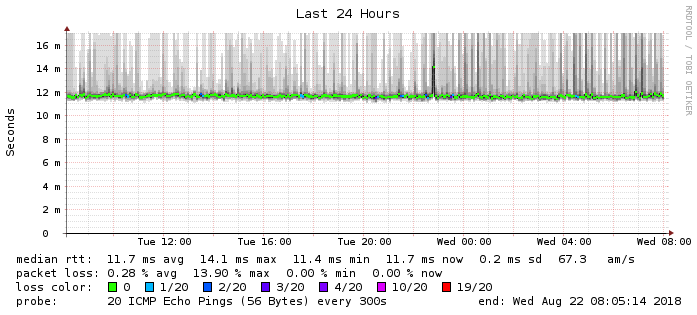 Last 24 Hours
RRDTOOL / TOBI OETIKER
Seconds
16 m
14 m
12 m
10 m
8 m
6 m
4 m
2 m
0
Tue 12:00 Tue 16:00 Tue 20:00 Wed 00:00 Wed 04:00 Wed 08:00
median rtt: 11.7 ms avg 14.1 ms max 11.4 ms min 11.7 ms now 0.2 ms sd 67.3 am/s
packet loss: 0.28 % avg 13.90 % max 0.00 % min 0.00 % now
loss color: 0 1/20 2/20 3/20 4/20 10/20 19/20
probe: 20 ICMP Echo Pings (56 Bytes) every 300s end: Wed Aug 22 08:05:14 2018